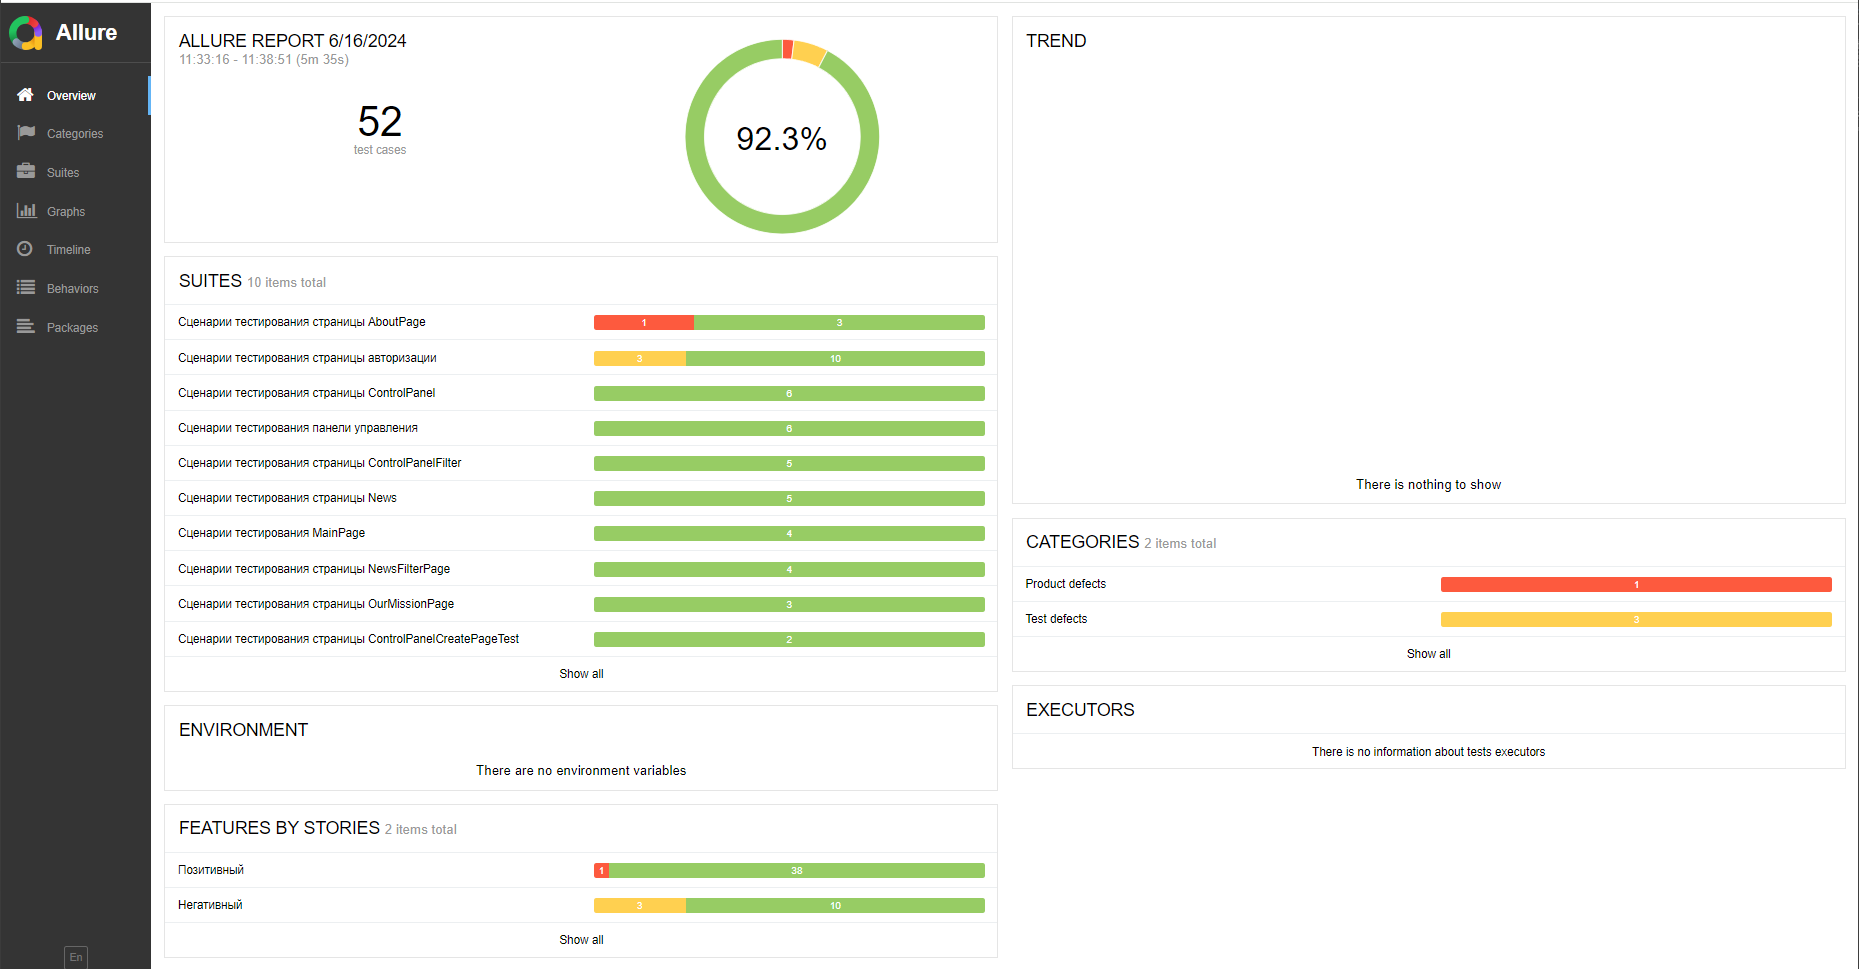 Allure
Overview
Categories
Suites
Graphs
Timeline
Behaviors
Packages
En
ALLURE REPORT 6/16/2024
11:33:16 - 11:38:51 (5m 35s)
52
test cases
92.3%
SUITES 10 items total
Сценарии тестирования страницы AboutPage 1 3
Сценарии тестирования страницы авторизации 3 10
Сценарии тестирования страницы ControlPanel 6
Сценарии тестирования панели управления 6
Сценарии тестирования страницы ControlPanelFilter 5
Сценарии тестирования страницы News 5
Сценарии тестирования MainPage 4
Сценарии тестирования страницы NewsFilterPage 4
Сценарии тестирования страницы OurMissionPage 3
Сценарии тестирования страницы ControlPanelCreatePageTest 2
Show all
ENVIRONMENT
There are no environment variables
FEATURES BY STORIES 2 items total
Позитивный 1 38
Негативный 3 10
Show all
TREND
There is nothing to show
CATEGORIES 2 items total
Product defects 1
Test defects 3
Show all
EXECUTORS
There is no information about tests executors